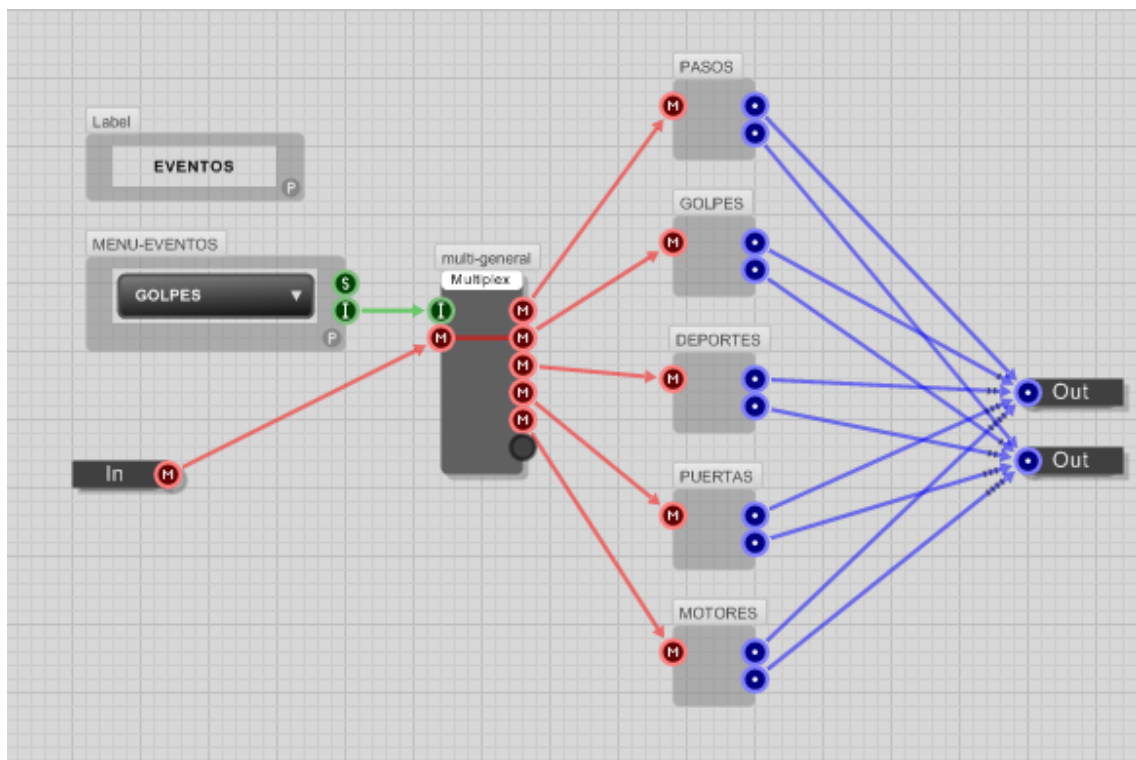 Label
EVENTOS
P
MENU-EVENTOS
GOLPES
S
I
P
In
M
multi-general
Multiplex
I
M
M
M
M
M
M
PASOS
M
GOLPES
M
DEPORTES
M
PUERTAS
M
MOTORES
M
Out
Out